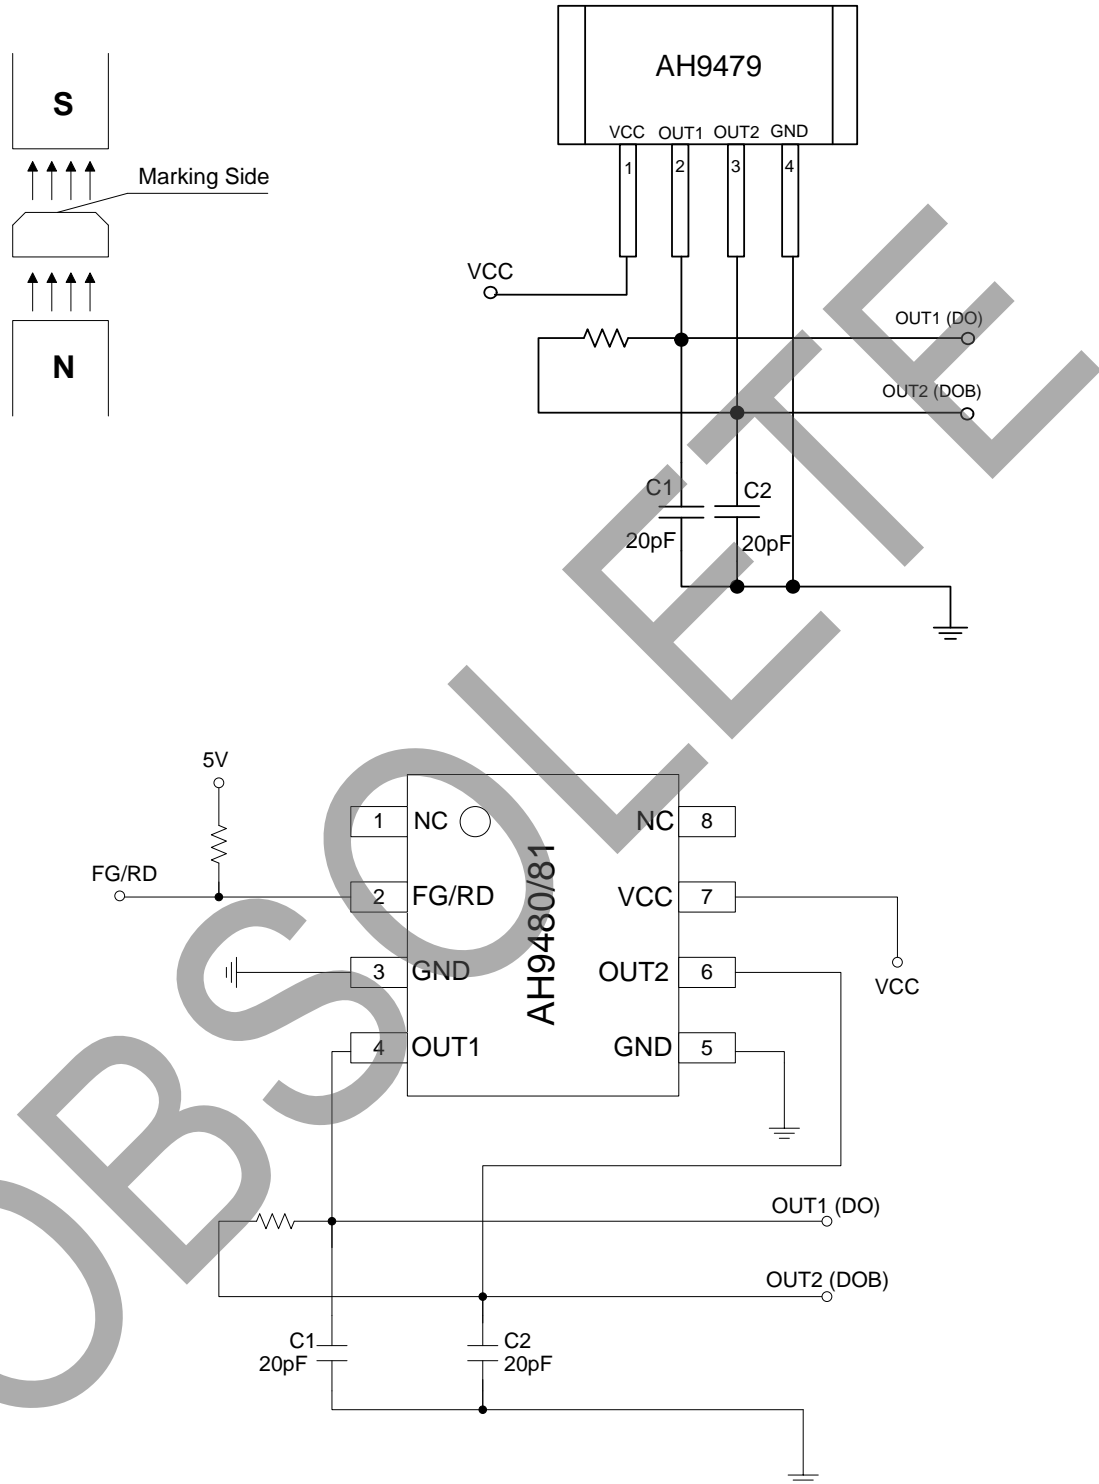 S
Marking Side
N
AH9479
VCC OUT1 OUT2 GND
1 2 3 4
VCC
OUT1 (DO)
OUT2 (DOB)
C1 C2
20pF 20pF
5V
FG/RD
1 NC NC 8
2 FG/RD VCC 7
3 GND OUT2 6
4 OUT1 GND 5
AH9480/81
VCC
OUT1 (DO)
OUT2 (DOB)
C1 C2
20pF 20pF
OBSOLETE